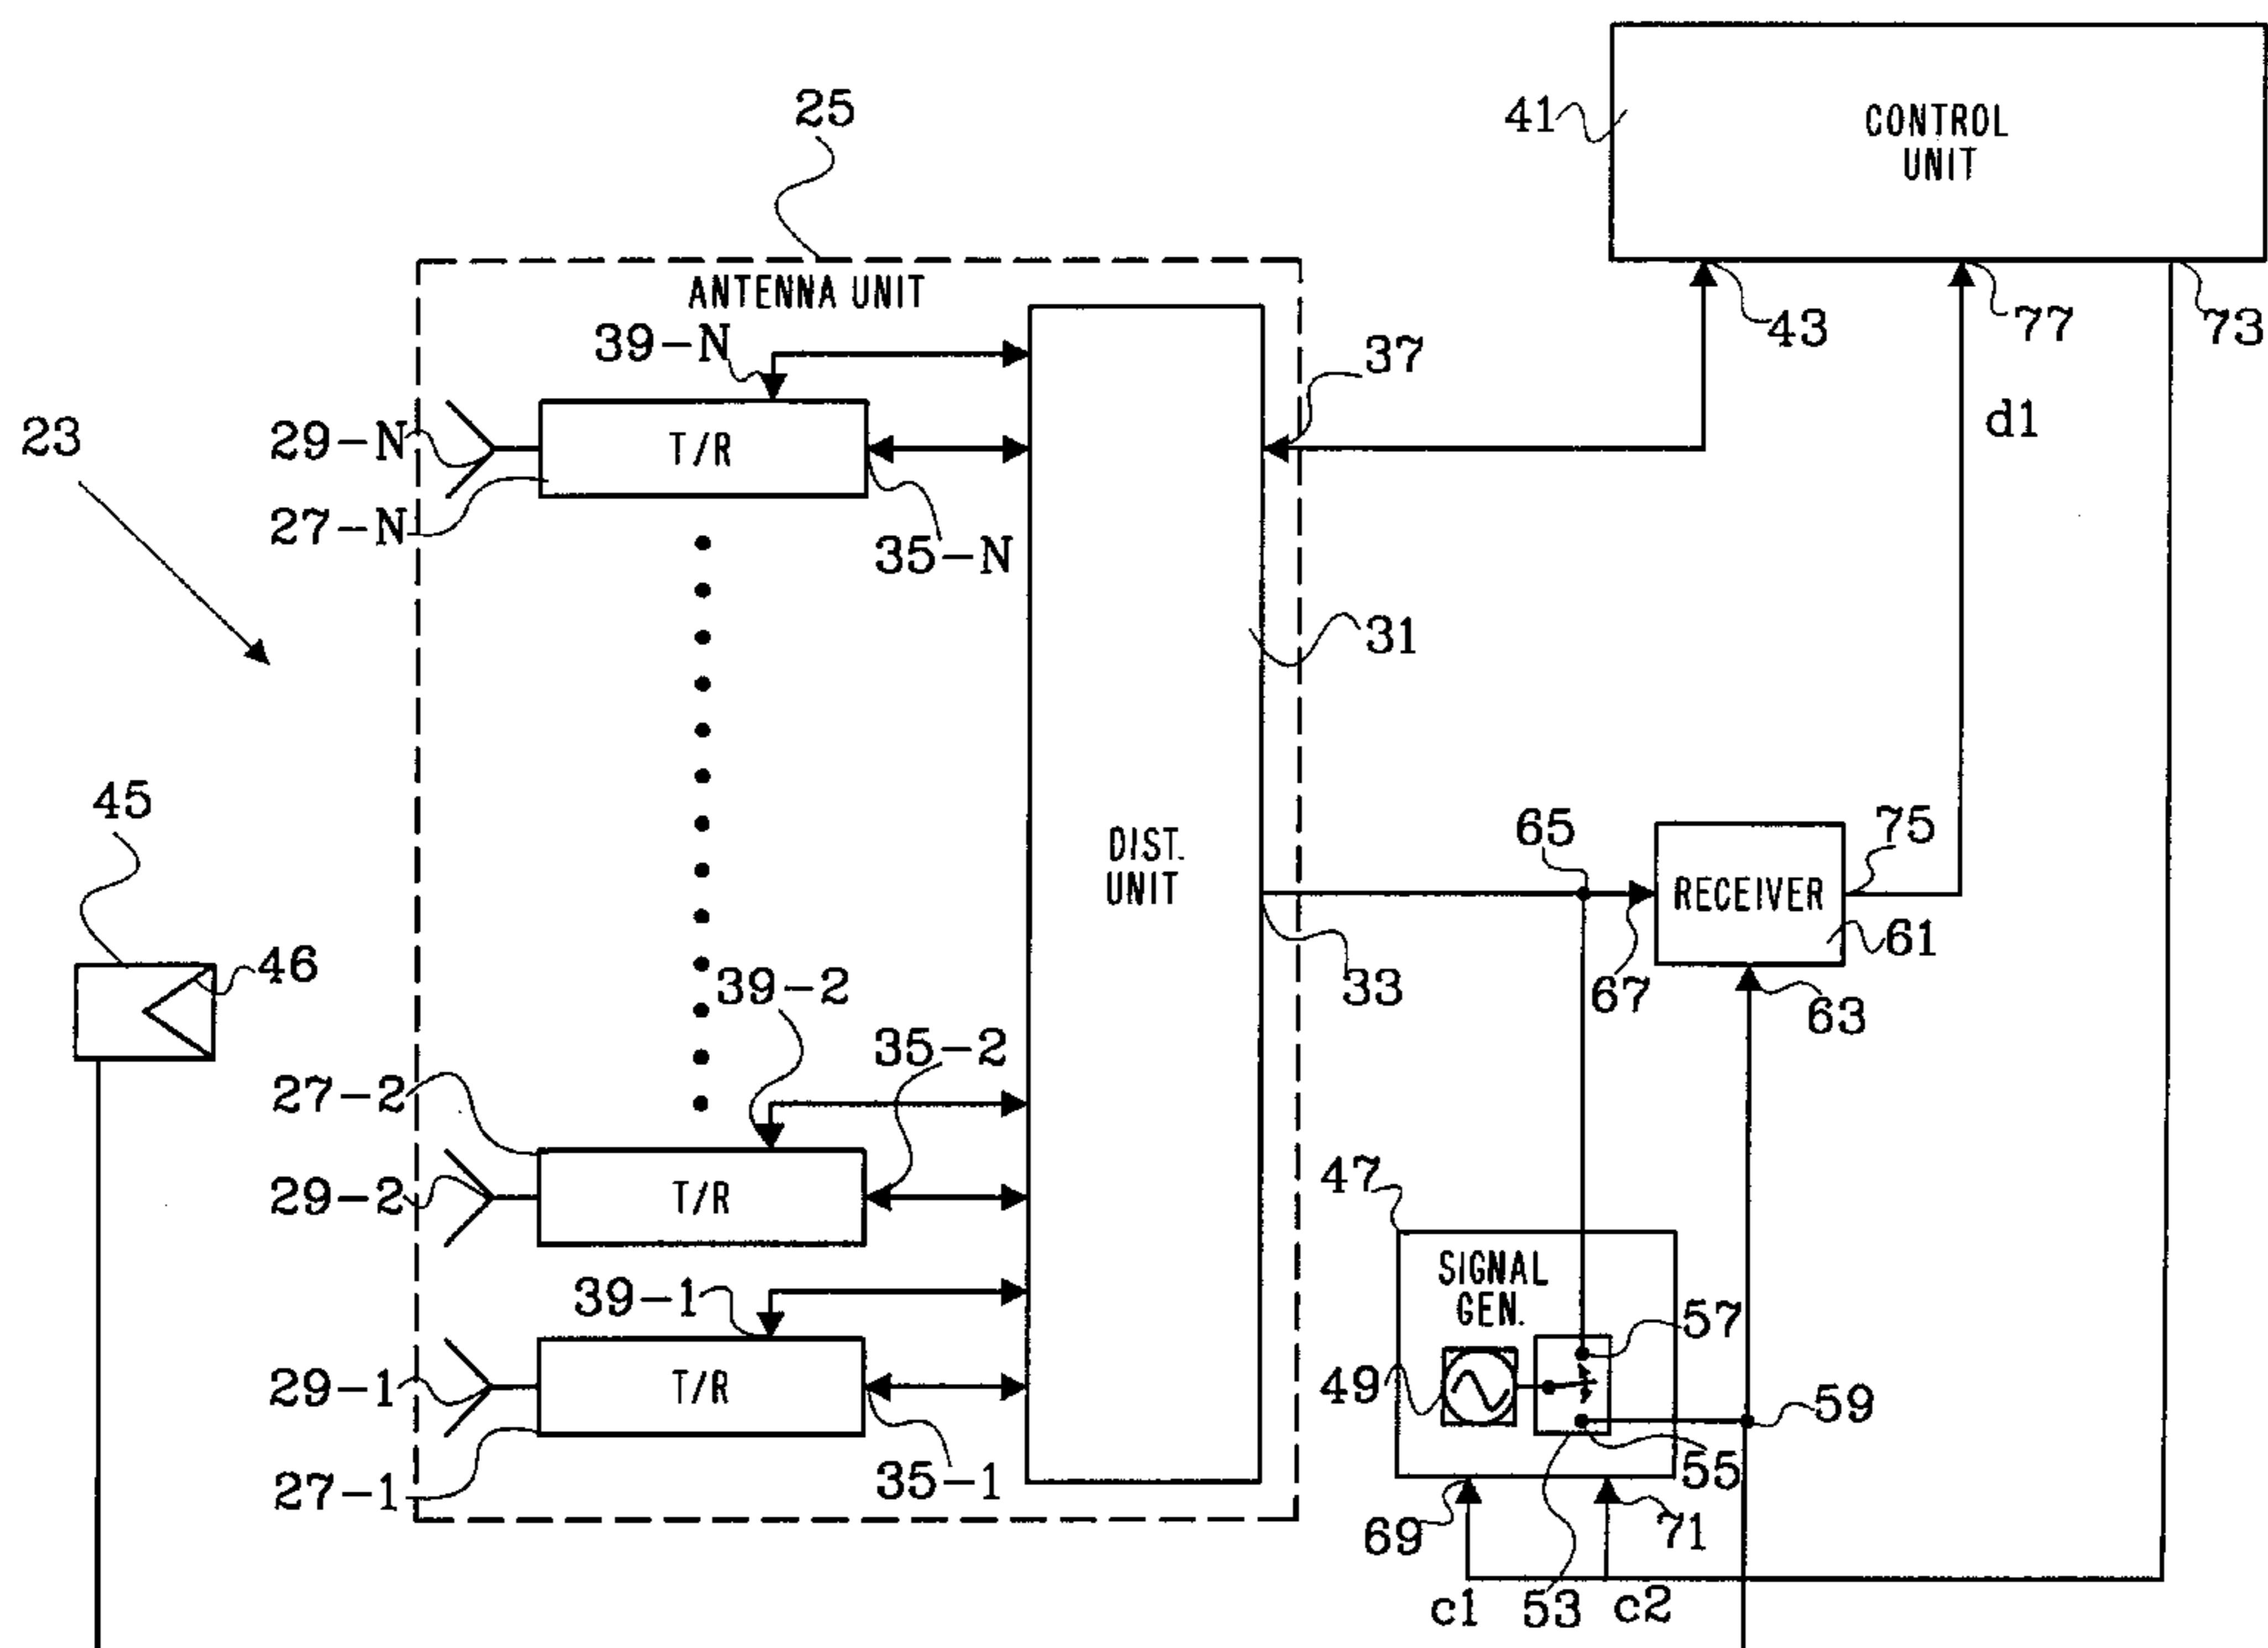 25
41
CONTROL
UNIT
ANTENNA UNIT
43
77
73
39-N
37
23
29-N
T/R
d1
27-N
35-N
31
45
65
75
DIST.
UNIT
RECEIVER
61
46
39-2
33
67
63
35-2
27-2
47
29-2
T/R
SIGNAL
GEN.
39-1
57
29-1
T/R
49
59
55
27-1
35-1
69
71
c1
53
c2